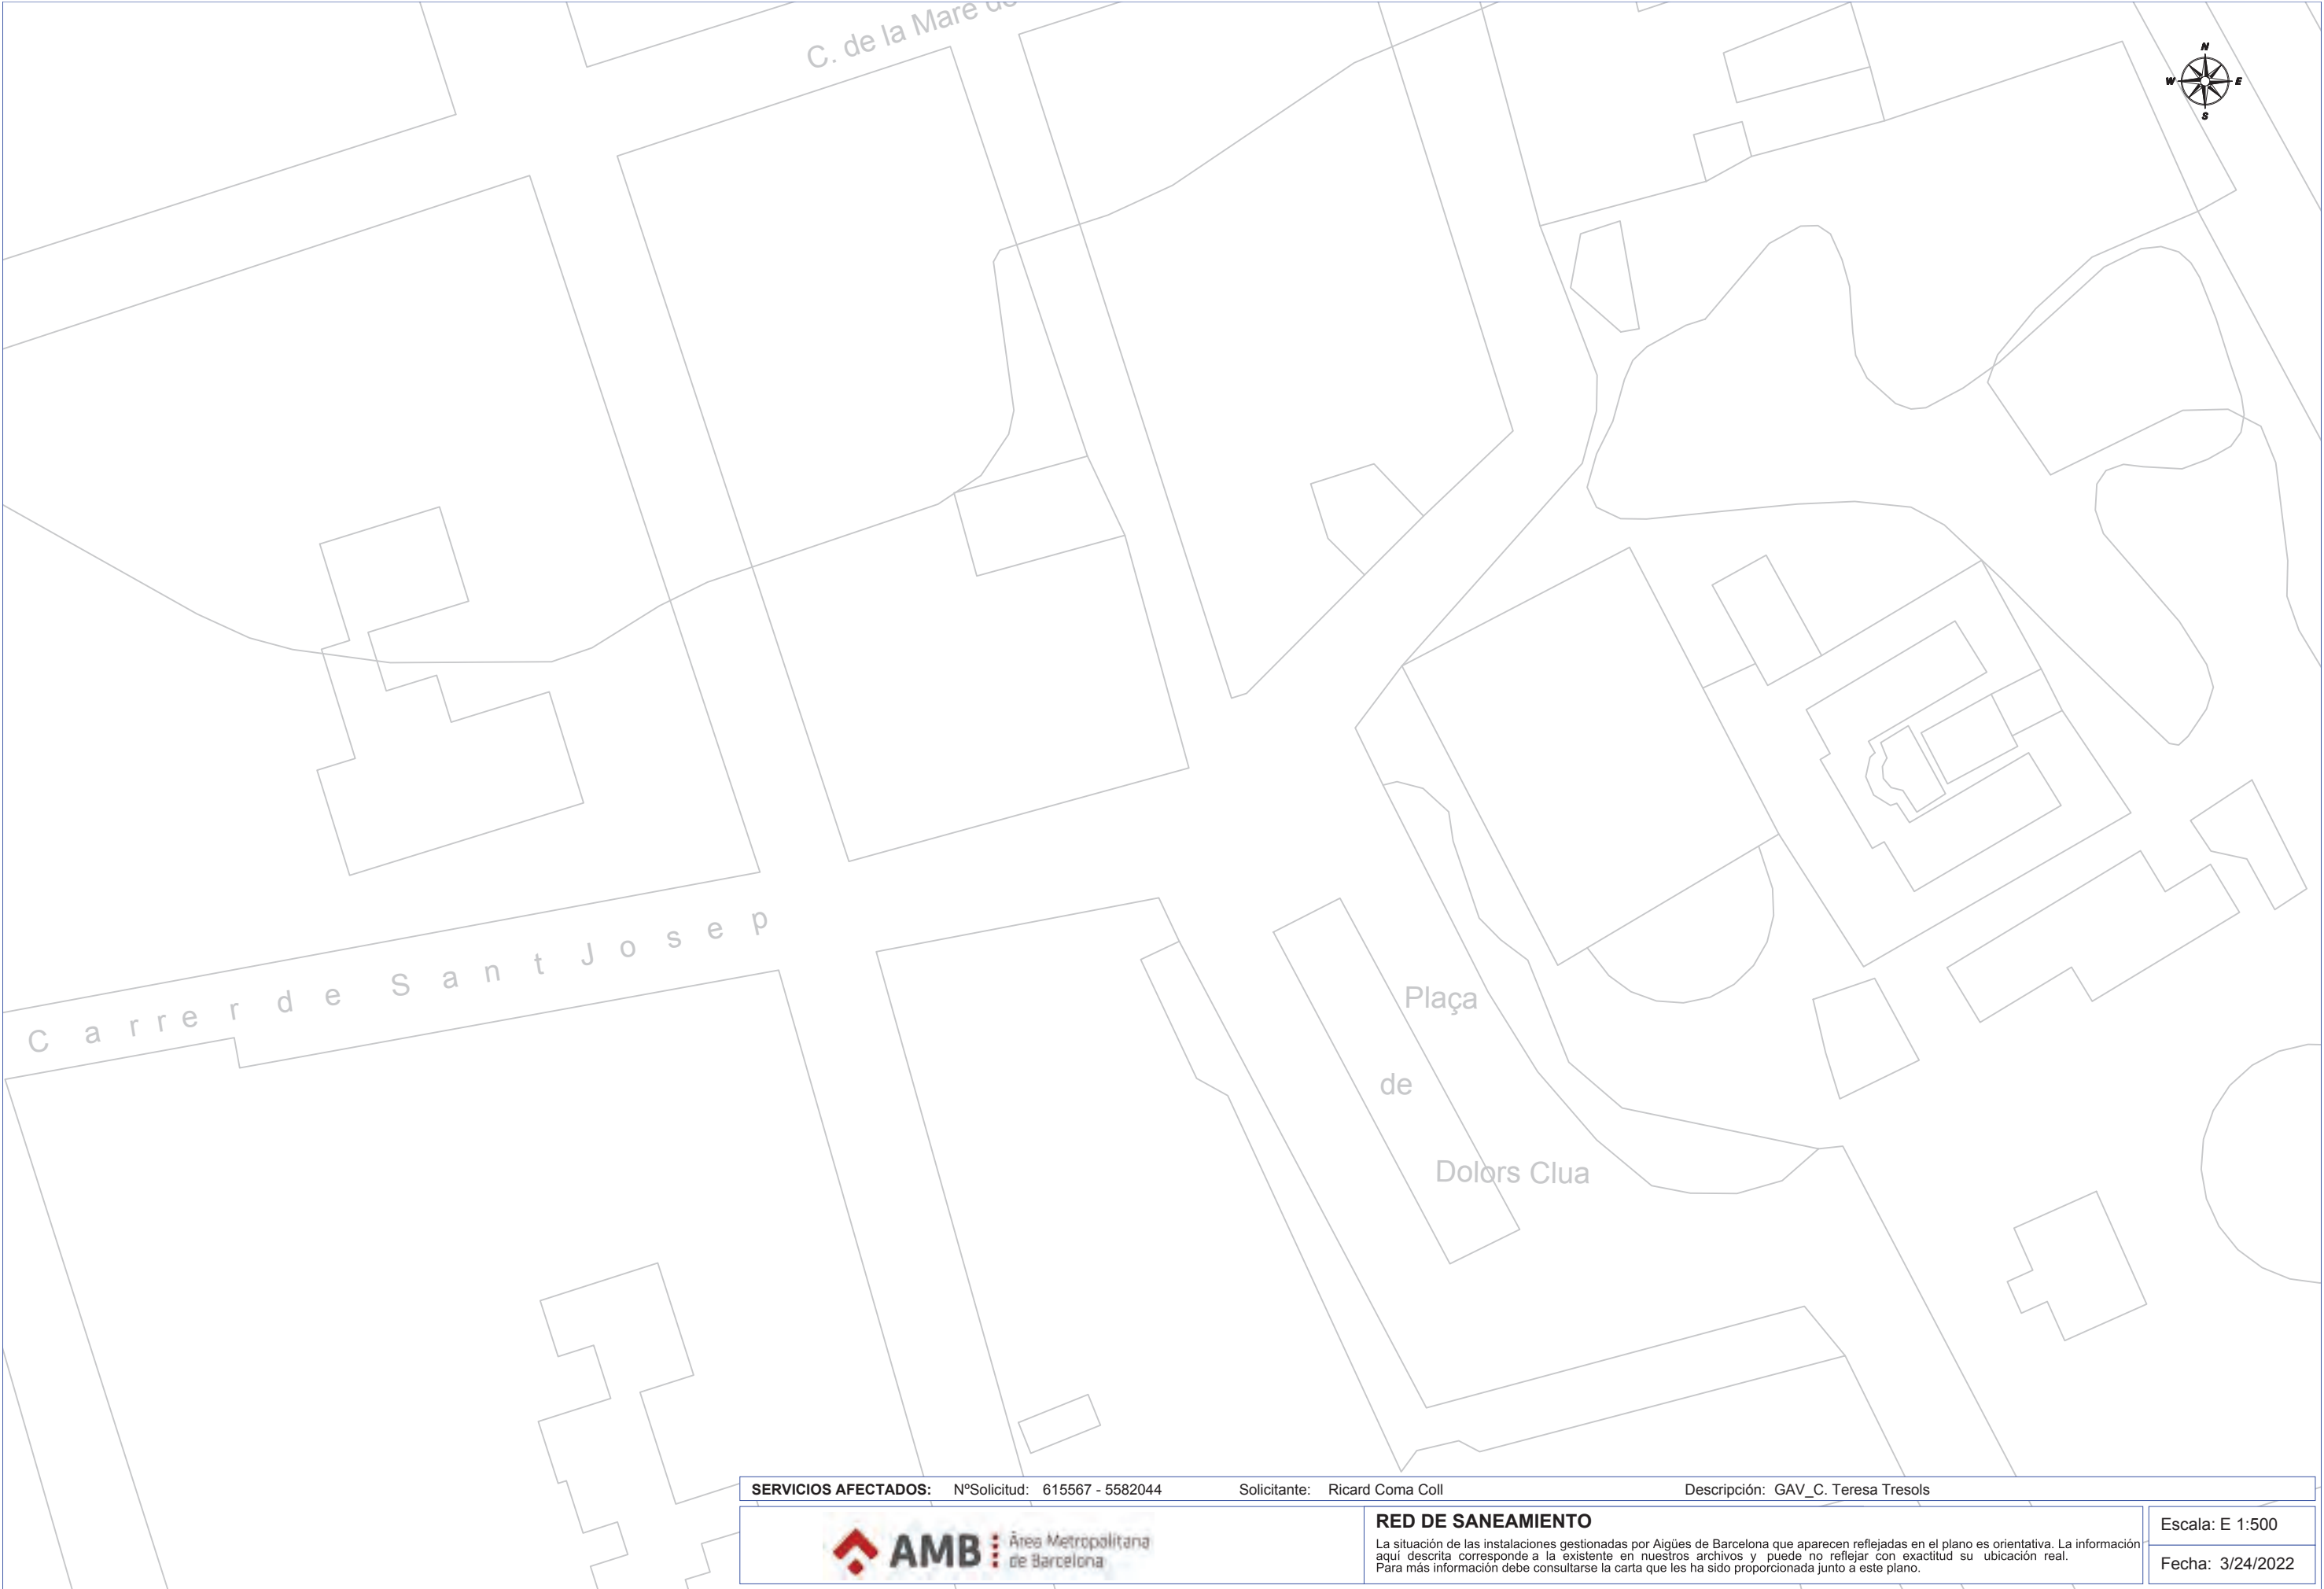 C. de la Mare
N
W E
S
Carrer de Sant Josep
Plaça
de
Dolors Clua
SERVICIOS AFECTADOS: NºSolicitud: 615567 - 5582044 Solicitante: Ricard Coma Coll Descripción: GAV_C. Teresa Tresols
AMB Àrea Metropolitana
de Barcelona
RED DE SANEAMIENTO
La situación de las instalaciones gestionadas por Aigües de Barcelona que aparecen reflejadas en el plano es orientativa. La información
aquí descrita corresponde a la existente en nuestros archivos y puede no reflejar con exactitud su ubicación real.
Para más información debe consultarse la carta que les ha sido proporcionada junto a este plano.
Escala: E 1:500
Fecha: 3/24/2022